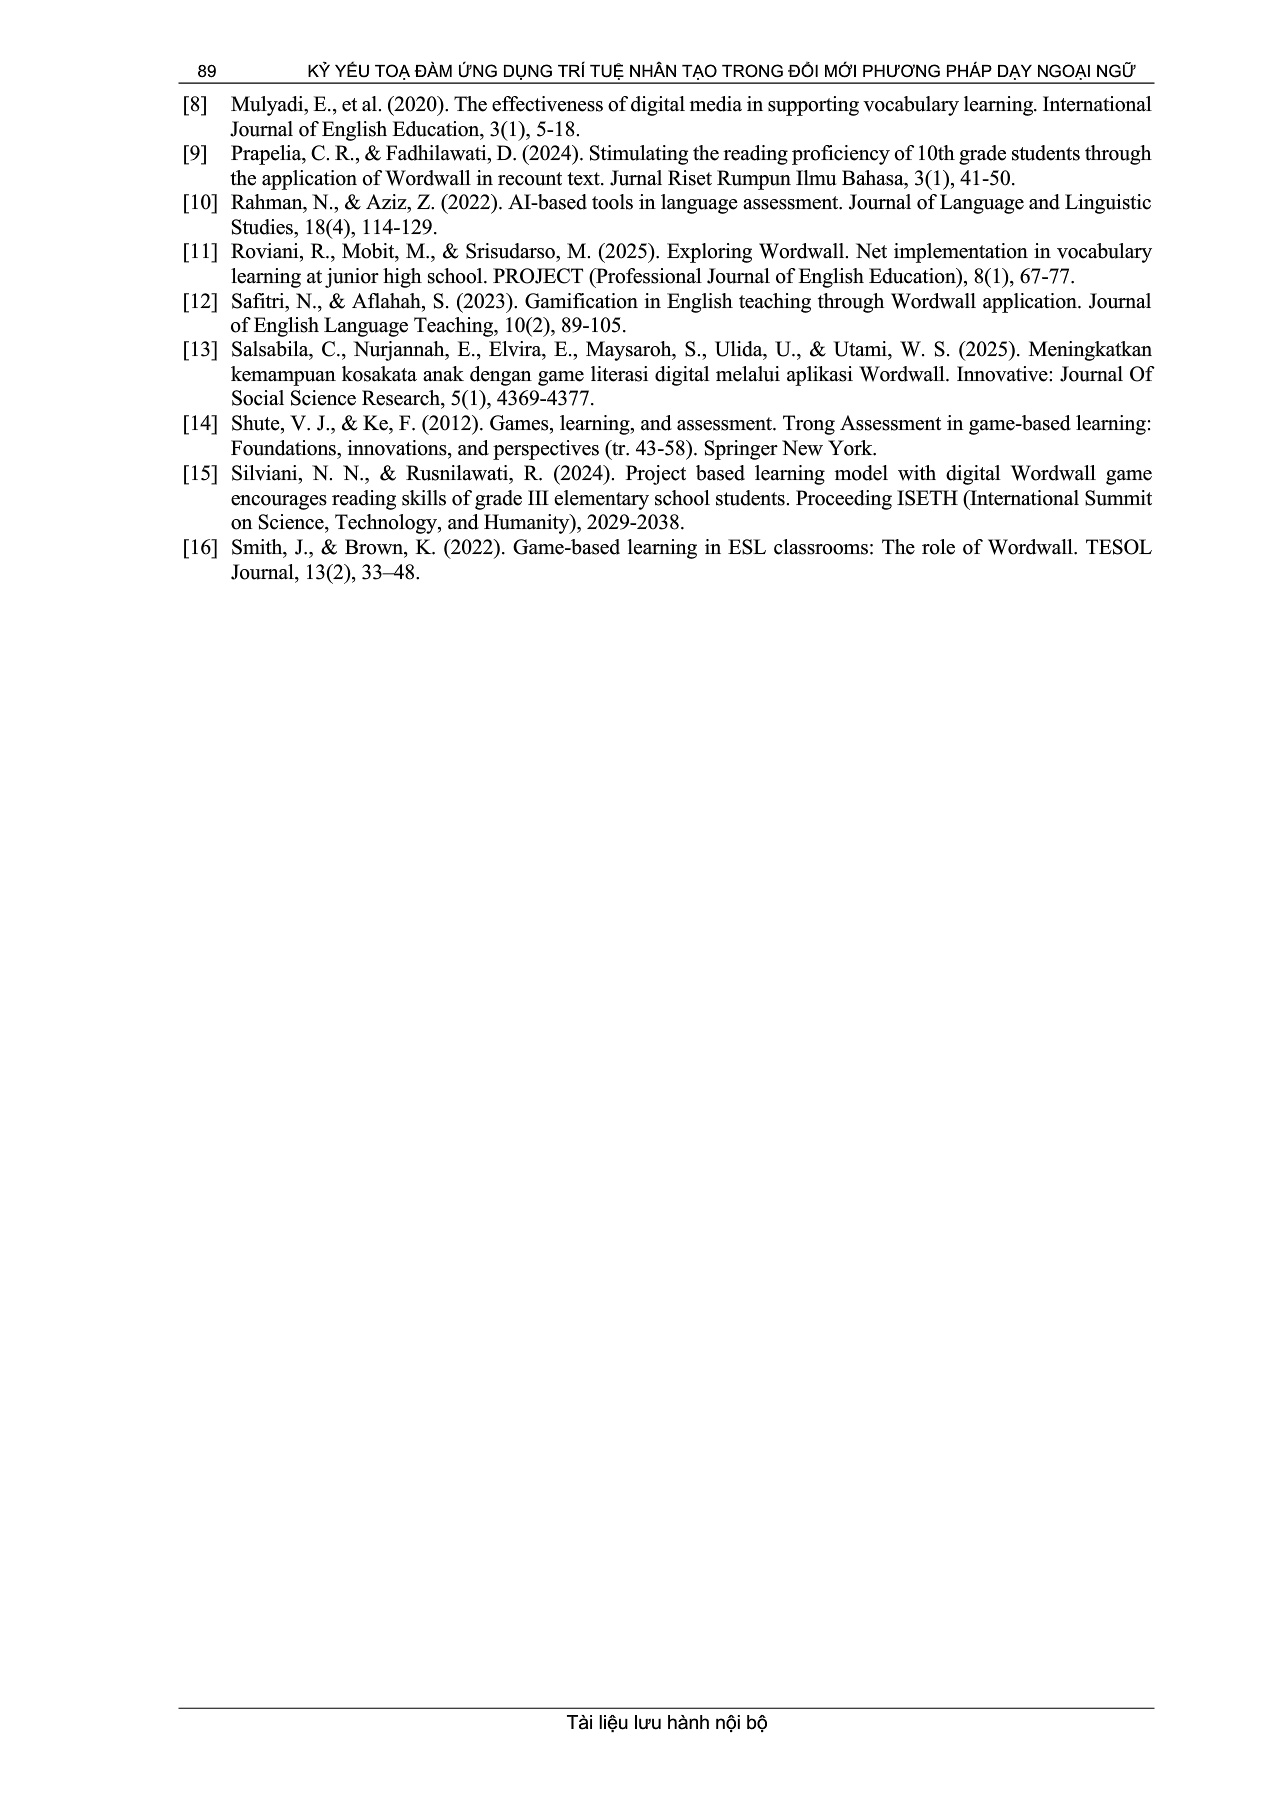 89 KỶ YẾU TOẠ ĐÀM ỨNG DỤNG TRÍ TUỆ NHÂN TẠO TRONG ĐỔI MỚI PHƯƠNG PHÁP DẠY NGOẠI NGỮ
[8] Mulyadi, E., et al. (2020). The effectiveness of digital media in supporting vocabulary learning. International
Journal of English Education, 3(1), 5-18.
[9] Prapelia, C. R., & Fadhilawati, D. (2024). Stimulating the reading proficiency of 10th grade students through
the application of Wordwall in recount text. Jurnal Riset Rumpun Ilmu Bahasa, 3(1), 41-50.
[10] Rahman, N., & Aziz, Z. (2022). AI-based tools in language assessment. Journal of Language and Linguistic
Studies, 18(4), 114-129.
[11] Roviani, R., Mobit, M., & Srisudarso, M. (2025). Exploring Wordwall. Net implementation in vocabulary
learning at junior high school. PROJECT (Professional Journal of English Education), 8(1), 67-77.
[12] Safitri, N., & Aflahah, S. (2023). Gamification in English teaching through Wordwall application. Journal
of English Language Teaching, 10(2), 89-105.
[13] Salsabila, C., Nurjannah, E., Elvira, E., Maysaroh, S., Ulida, U., & Utami, W. S. (2025). Meningkatkan
kemampuan kosakata anak dengan game literasi digital melalui aplikasi Wordwall. Innovative: Journal Of
Social Science Research, 5(1), 4369-4377.
[14] Shute, V. J., & Ke, F. (2012). Games, learning, and assessment. Trong Assessment in game-based learning:
Foundations, innovations, and perspectives (tr. 43-58). Springer New York.
[15] Silviani, N. N., & Rusnilawati, R. (2024). Project based learning model with digital Wordwall game
encourages reading skills of grade III elementary school students. Proceeding ISETH (International Summit
on Science, Technology, and Humanity), 2029-2038.
[16] Smith, J., & Brown, K. (2022). Game-based learning in ESL classrooms: The role of Wordwall. TESOL
Journal, 13(2), 33–48.
Tài liệu lưu hành nội bộ